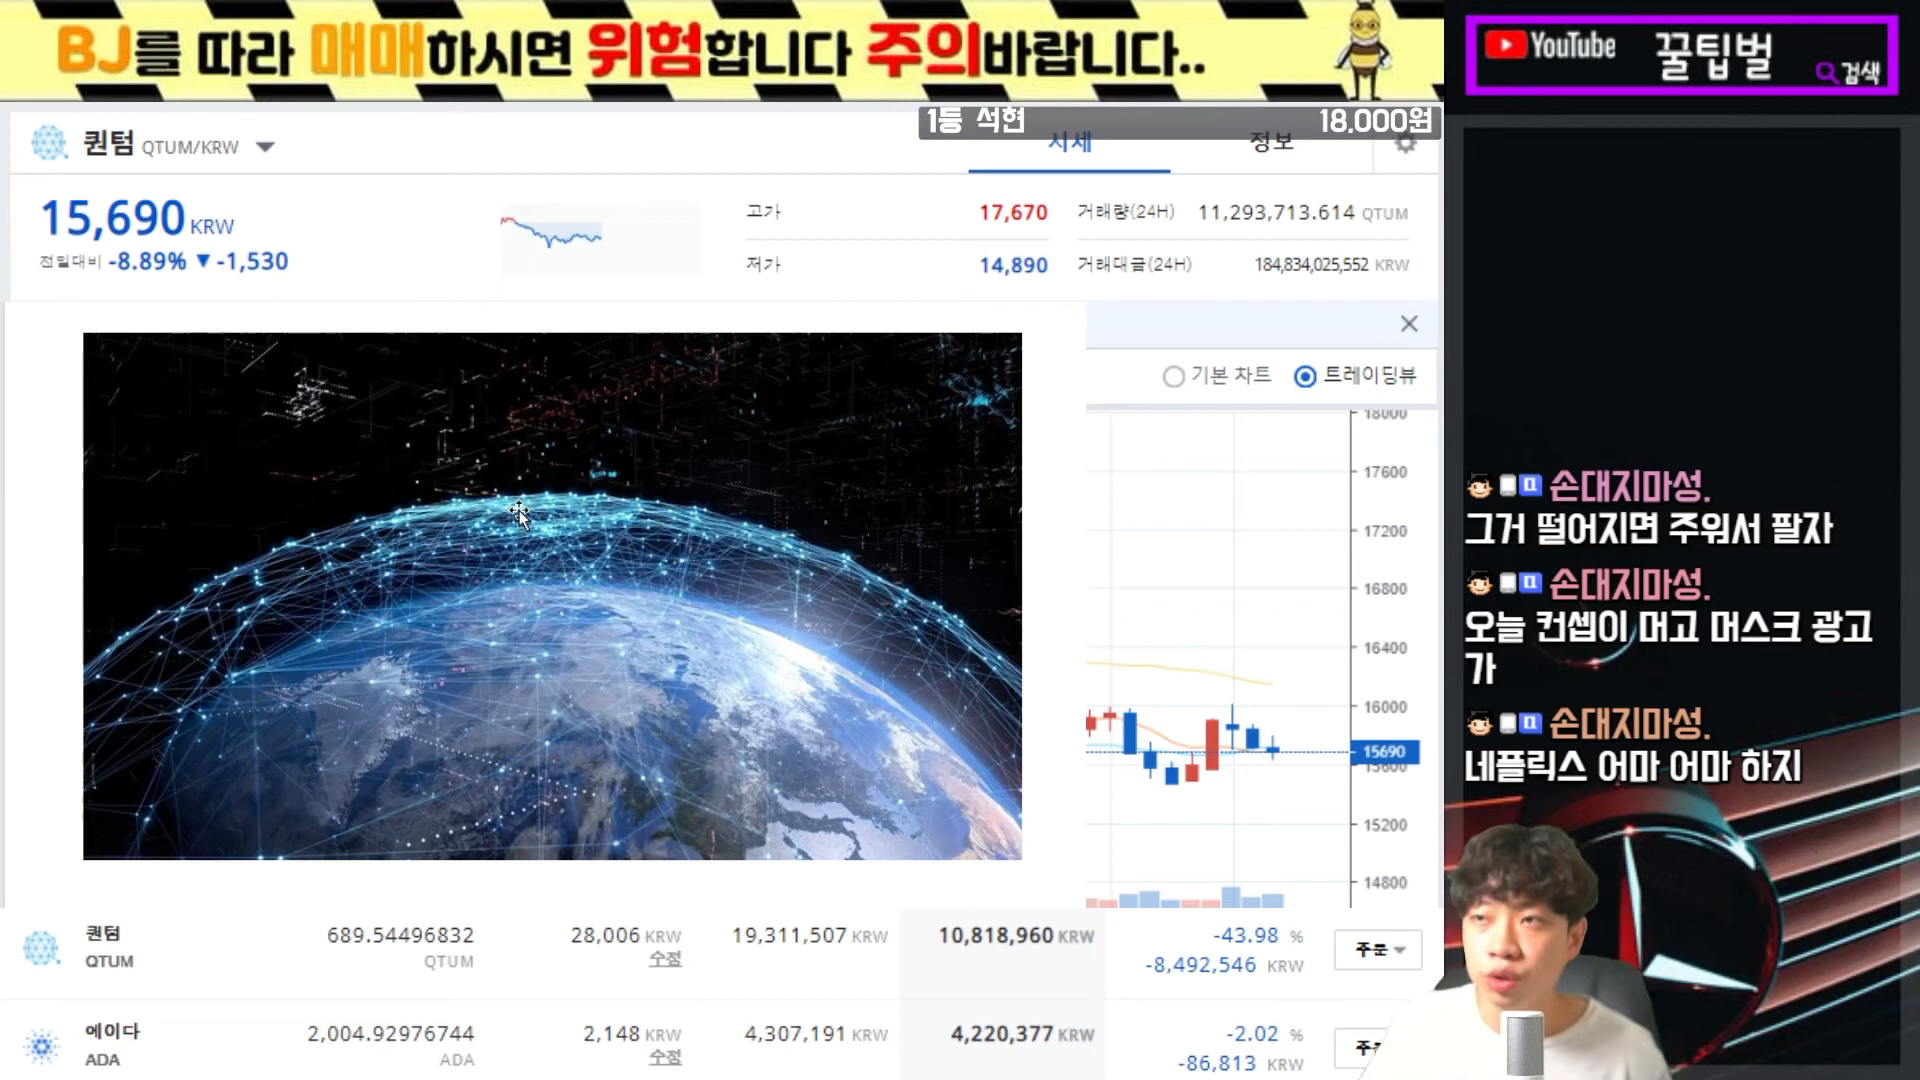 BJ를 따라 매매하시면 위험합니다 주의바랍니다..
YouTube 꿀팁벌 검색
1등 석현 18,000원
퀀텀 QTUM/KRW
시세 정보
15,690 KRW
전일대비 -8.89% ▼ -1,530
고가 17,670
저가 14,890
거래량(24H) 11,293,713.614 QTUM
거래대금(24H) 184,834,025,552 KRW
기본 차트 트레이딩뷰
18000
17600
17200
16800
16400
16000
15690
15600
15200
14800
손대지마성.
그거 떨어지면 주워서 팔자
손대지마성.
오늘 컨셉이 머고 머스크 광고
가
손대지마성.
네플릭스 어마 어마 하지
퀀텀 689.54496832 28,006 KRW 19,311,507 KRW 10,818,960 KRW -43.98 % 주문
QTUM QTUM 수정 -8,492,546 KRW
에이다 2,004.92976744 2,148 KRW 4,307,191 KRW 4,220,377 KRW -2.02 %
ADA ADA 수정 -86,813 KRW